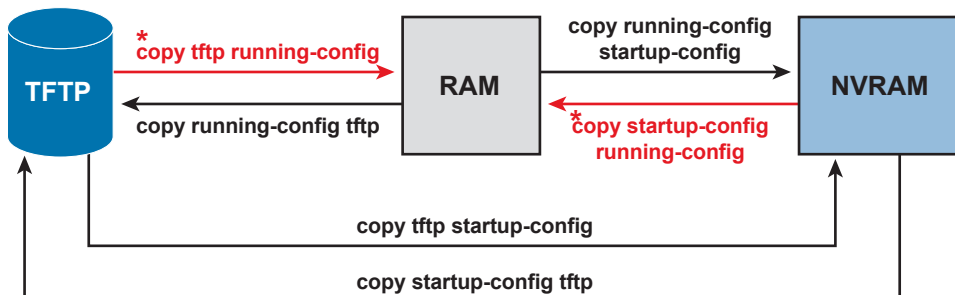 *
copy tftp running-config
copy running-config
startup-config
TFTP
RAM
NVRAM
copy running-config tftp
*
copy startup-config
running-config
copy tftp startup-config
copy startup-config tftp